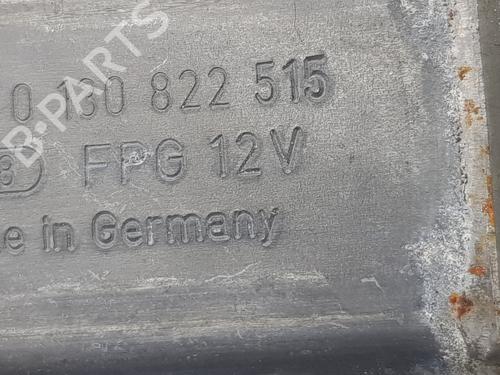 0 130 822 515
FPG 12V
in Germany
B-PARTS